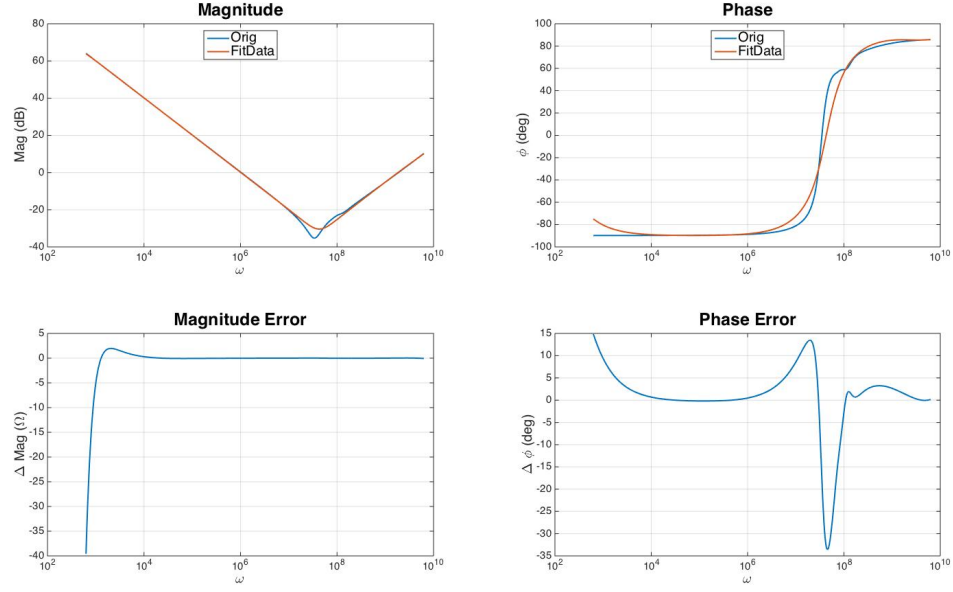 Magnitude
Mag (dB)
80
60
40
20
0
-20
-40
Orig
FitData
10^2 10^4 10^6 10^8 10^10
ω
Phase
ϕ (deg)
100
80
60
40
20
0
-20
-40
-60
-80
-100
Orig
FitData
10^2 10^4 10^6 10^8 10^10
ω
Magnitude Error
Δ Mag (Ω)
5
0
-5
-10
-15
-20
-25
-30
-35
-40
10^2 10^4 10^6 10^8 10^10
ω
Phase Error
Δ ϕ (deg)
15
10
5
0
-5
-10
-15
-20
-25
-30
-35
10^2 10^4 10^6 10^8 10^10
ω